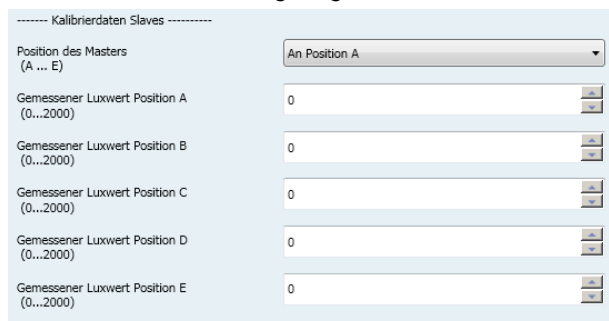 ------- Kalibrierdaten Slaves ----------
Position des Masters
(A ... E)
An Position A
Gemessener Luxwert Position A
(0...2000)
0
Gemessener Luxwert Position B
(0...2000)
0
Gemessener Luxwert Position C
(0...2000)
0
Gemessener Luxwert Position D
(0...2000)
0
Gemessener Luxwert Position E
(0...2000)
0